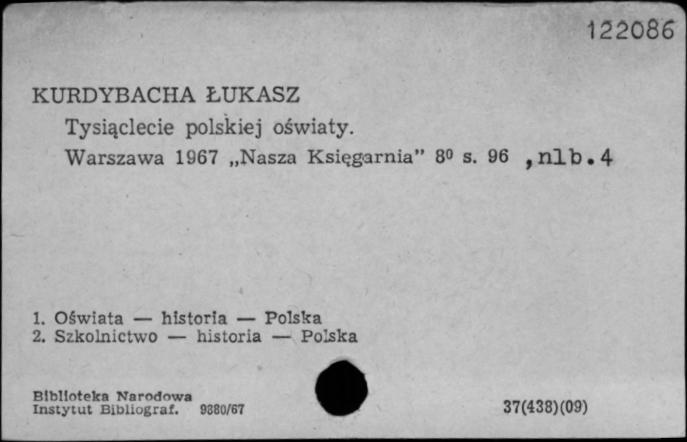 122086
KURDYBACHA ŁUKASZ
Tysiąclecie polskiej oświaty.
Warszawa 1967 „Nasza Księgarnia” 8⁰ s. 96 , nlb. 4
1. Oświata — historia — Polska
2. Szkolnictwo — historia — Polska
Biblioteka Narodowa
Instytut Bibliograf. 9880/67
37(438)(09)